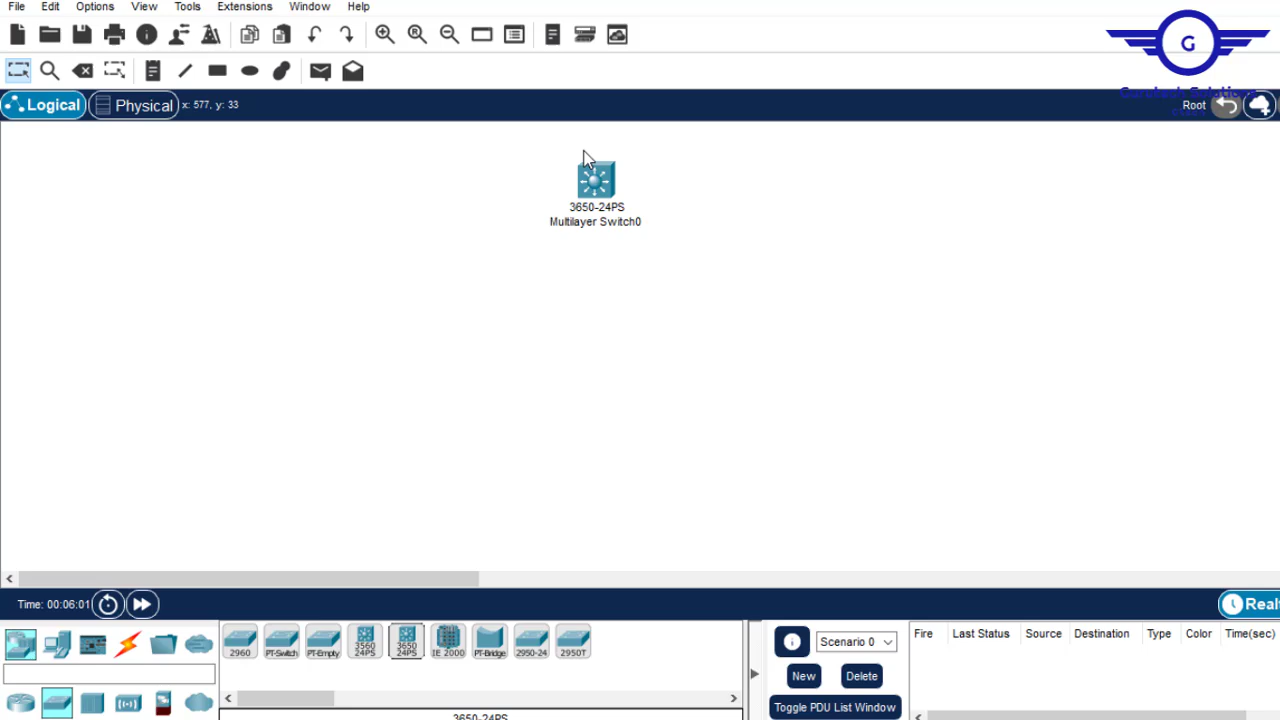 File Edit Options View Tools Extensions Window Help
G
Logical Physical x: 577, y: 33
Root
3650-24PS
Multilayer Switch0
Time: 00:06:01
Realt
2960 PT-Switch PT-Empty 3560 24PS 3650 24PS IE 2000 PT-Bridge 2950-24 2950T
Scenario 0
Fire Last Status Source Destination Type Color Time(sec)
New Delete
Toggle PDU List Window
3650-24PS